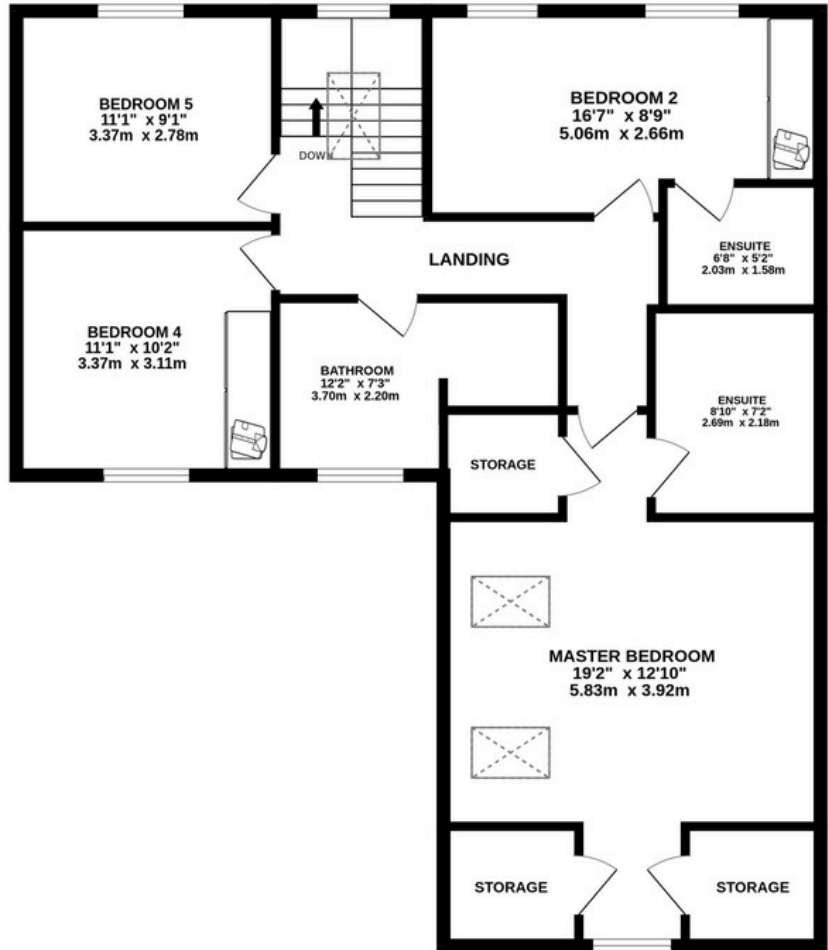 BEDROOM 5
11'1" x 9'1"
3.37m x 2.78m
BEDROOM 2
16'7" x 8'9"
5.06m x 2.66m
DOWN
ENSUITE
6'8" x 5'2"
2.03m x 1.58m
LANDING
BEDROOM 4
11'1" x 10'2"
3.37m x 3.11m
BATHROOM
12'2" x 7'3"
3.70m x 2.20m
ENSUITE
8'10" x 7'2"
2.69m x 2.18m
STORAGE
MASTER BEDROOM
19'2" x 12'10"
5.83m x 3.92m
STORAGE
STORAGE